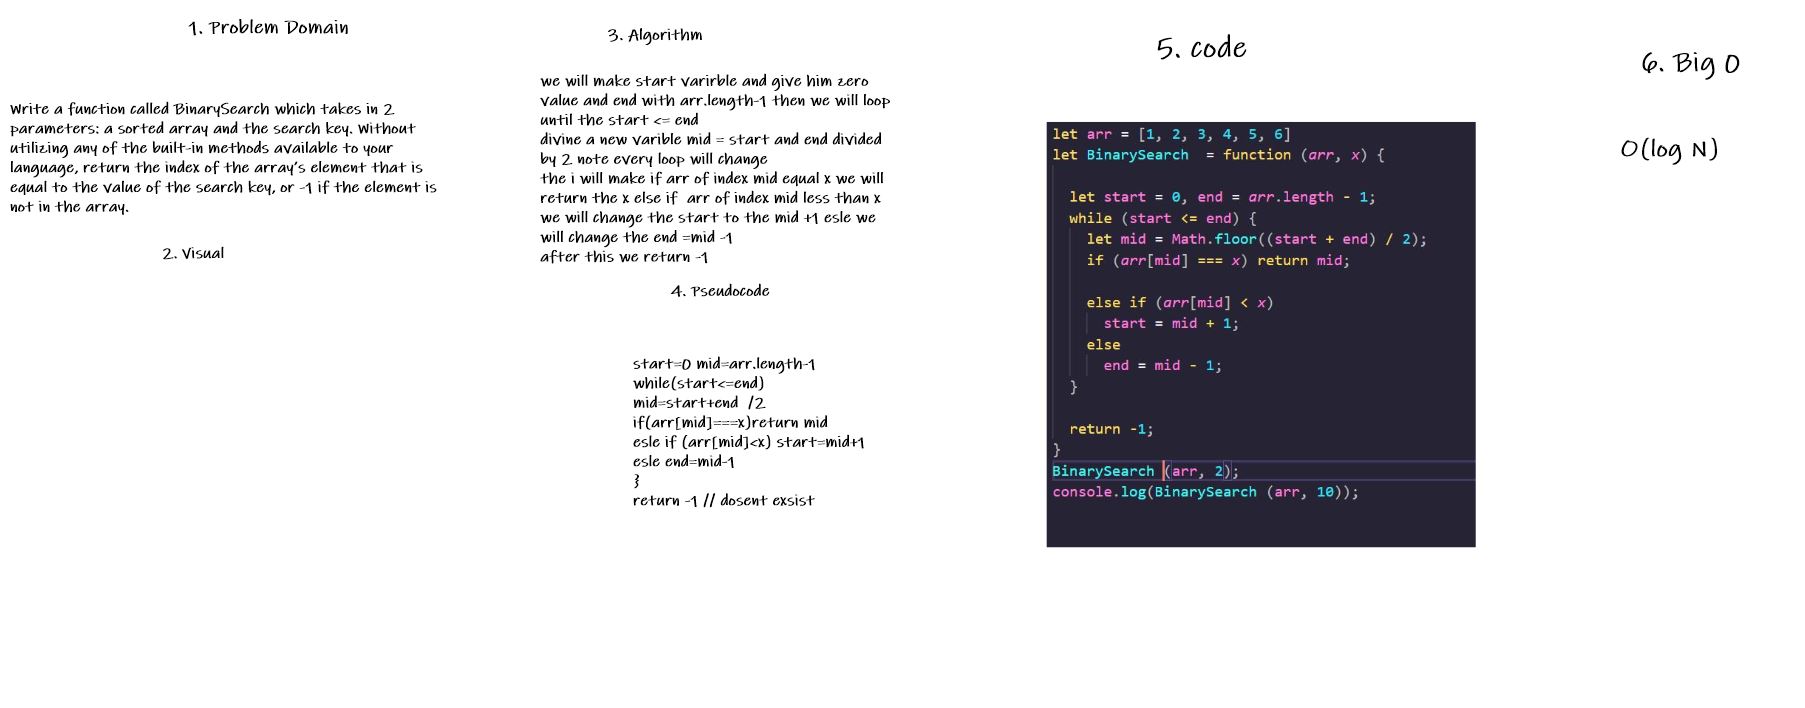 1. Problem Domain
Write a function called BinarySearch which takes in 2
parameters: a sorted array and the search key. Without
utilizing any of the built-in methods available to your
language, return the index of the array's element that is
equal to the value of the search key, or -1 if the element is
not in the array.
2. Visual
3. Algorithm
we will make start varirble and give him zero
value and end with arr.length-1 then we will loop
until the start <= end
divine a new varible mid = start and end divided
by 2 note every loop will change
the i will make if arr of index mid equal x we will
return the x else if arr of index mid less than x
we will change the start to the mid +1 esle we
will change the end =mid -1
after this we return -1
4. Pseudocode
start=0 mid=arr.length-1
while(start<=end)
mid=start+end /2
if(arr[mid]===x)return mid
esle if (arr[mid]<x) start=mid+1
esle end=mid-1
}
return -1 // dosent exsist
5. code
let arr = [1, 2, 3, 4, 5, 6]
let BinarySearch = function (arr, x) {
let start = 0, end = arr.length - 1;
while (start <= end) {
let mid = Math.floor((start + end) / 2);
if (arr[mid] === x) return mid;
else if (arr[mid] < x)
start = mid + 1;
else
end = mid - 1;
}
return -1;
}
BinarySearch (arr, 2);
console.log(BinarySearch (arr, 10));
6. Big O
O(log N)